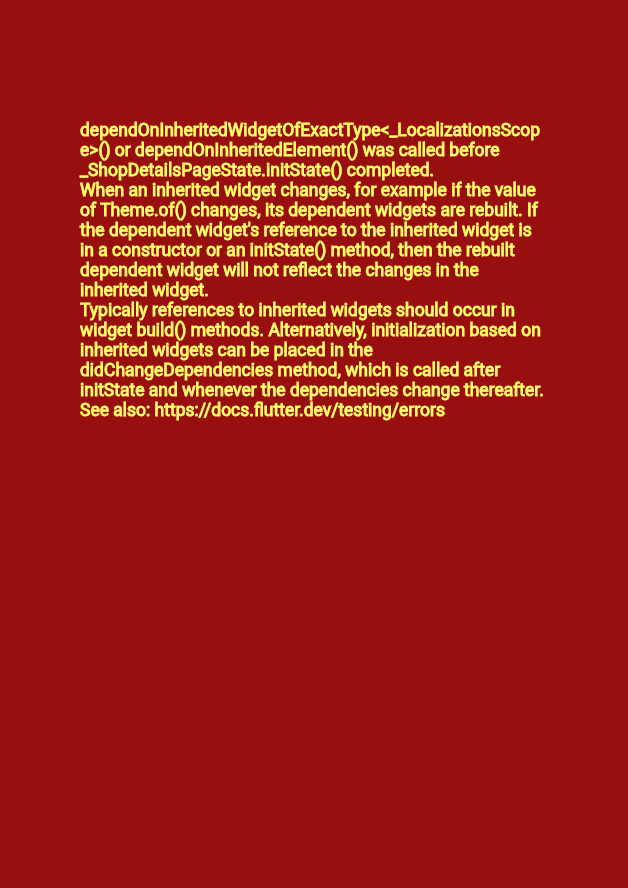 dependOnInheritedWidgetOfExactType<_LocalizationsScop
e>() or dependOnInheritedElement() was called before
_ShopDetailsPageState.initState() completed.
When an inherited widget changes, for example if the value
of Theme.of() changes, its dependent widgets are rebuilt. If
the dependent widget's reference to the inherited widget is
in a constructor or an initState() method, then the rebuilt
dependent widget will not reflect the changes in the
inherited widget.
Typically references to inherited widgets should occur in
widget build() methods. Alternatively, initialization based on
inherited widgets can be placed in the
didChangeDependencies method, which is called after
initState and whenever the dependencies change thereafter.
See also: https://docs.flutter.dev/testing/errors